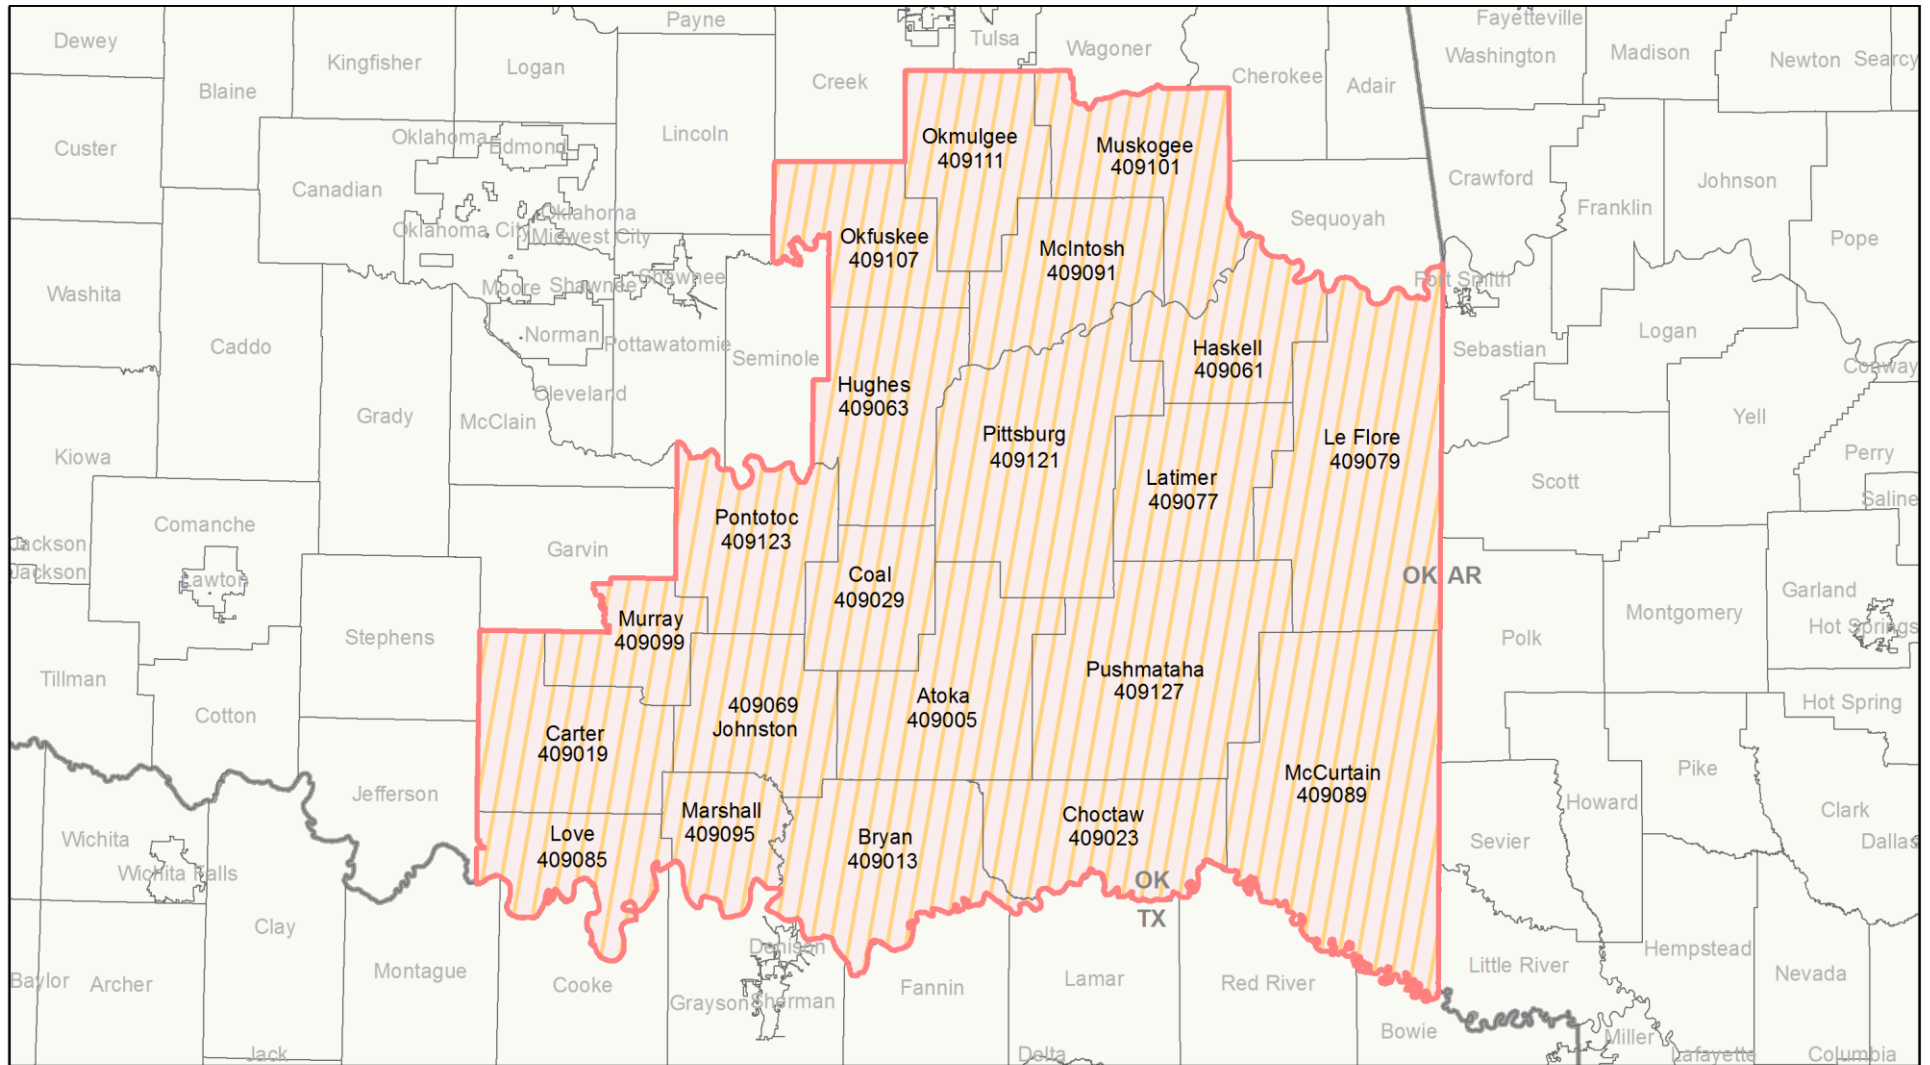 Payne
Fayetteville
Dewey
Tulsa
Wagoner
Washington
Madison
Newton
Searcy
Kingfisher
Logan
Creek
Cherokee
Adair
Blaine
Custer
Oklahoma
Edmond
Lincoln
Okmulgee
409111
Muskogee
409101
Canadian
Crawford
Johnson
Franklin
Oklahoma
Oklahoma City
Midwest City
Okfuskee
409107
McIntosh
409091
Sequoyah
Pope
Washita
Moore
Shawnee
Shawnee
Fort Smith
Norman
Pottawatomie
Seminole
Caddo
Haskell
409061
Sebastian
Logan
Conway
Cleveland
Hughes
409063
Grady
McClain
Yell
Kiowa
Pittsburg
409121
Le Flore
409079
Perry
Latimer
409077
Scott
Saline
Comanche
Pontotoc
409123
Garvin
Jackson
Jackson
Lawton
Coal
409029
OK
AR
Garland
Montgomery
Hot Springs
Stephens
Murray
409099
Polk
Tillman
Cotton
Pushmataha
409127
Hot Spring
409069
Johnston
Atoka
409005
Carter
409019
Jefferson
McCurtain
409089
Pike
Howard
Clark
Wichita
Wichita Falls
Love
409085
Marshall
409095
Bryan
409013
Choctaw
409023
Sevier
Dallas
OK
TX
Clay
Denison
Hempstead
Baylor
Archer
Montague
Cooke
Grayson
Sherman
Fannin
Lamar
Red River
Little River
Nevada
Bowie
Miller
Jack
Delta
Lafayette
Columbia